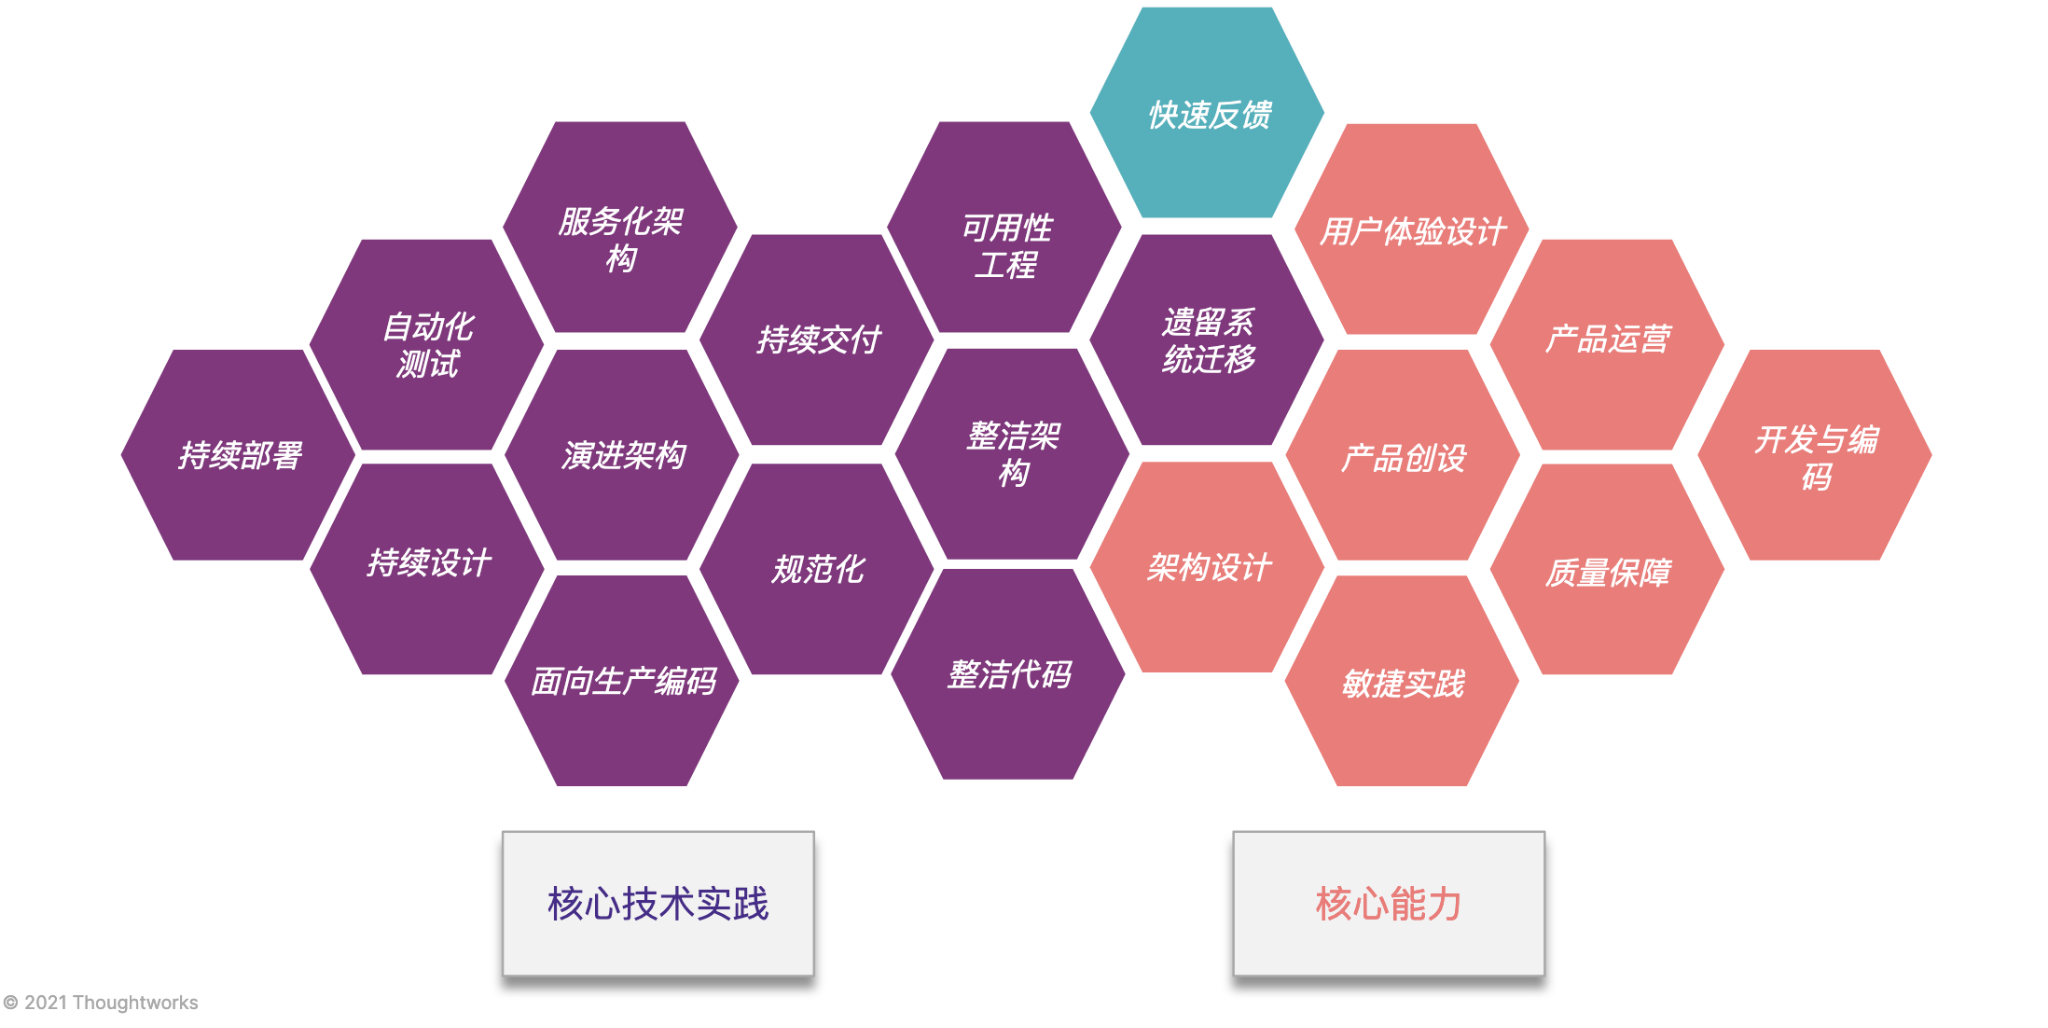 快速反馈
服务化架
构
可用性
工程
用户体验设计
自动化
测试
持续交付
遗留系
统迁移
产品运营
持续部署
演进架构
整洁架
构
产品创设
开发与编
码
持续设计
规范化
架构设计
质量保障
面向生产编码
整洁代码
敏捷实践
核心技术实践
核心能力
© 2021 Thoughtworks